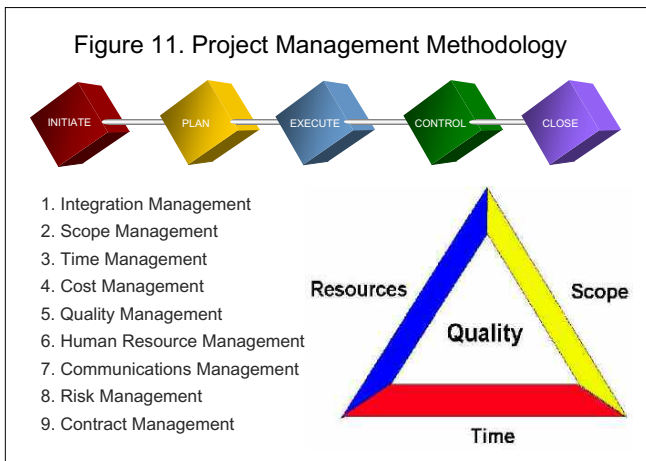 Figure 11. Project Management Methodology
INITIATE
PLAN
EXECUTE
CONTROL
CLOSE
1. Integration Management
2. Scope Management
3. Time Management
4. Cost Management
5. Quality Management
6. Human Resource Management
7. Communications Management
8. Risk Management
9. Contract Management
Resources
Scope
Quality
Time